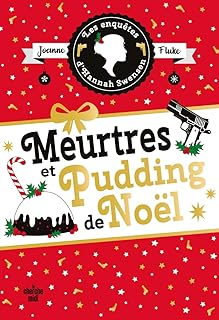 Les enquêtes
Joanne Fluke
d'Hannah Swensen
Meurtres
et Pudding
de Noël
cherche
midi